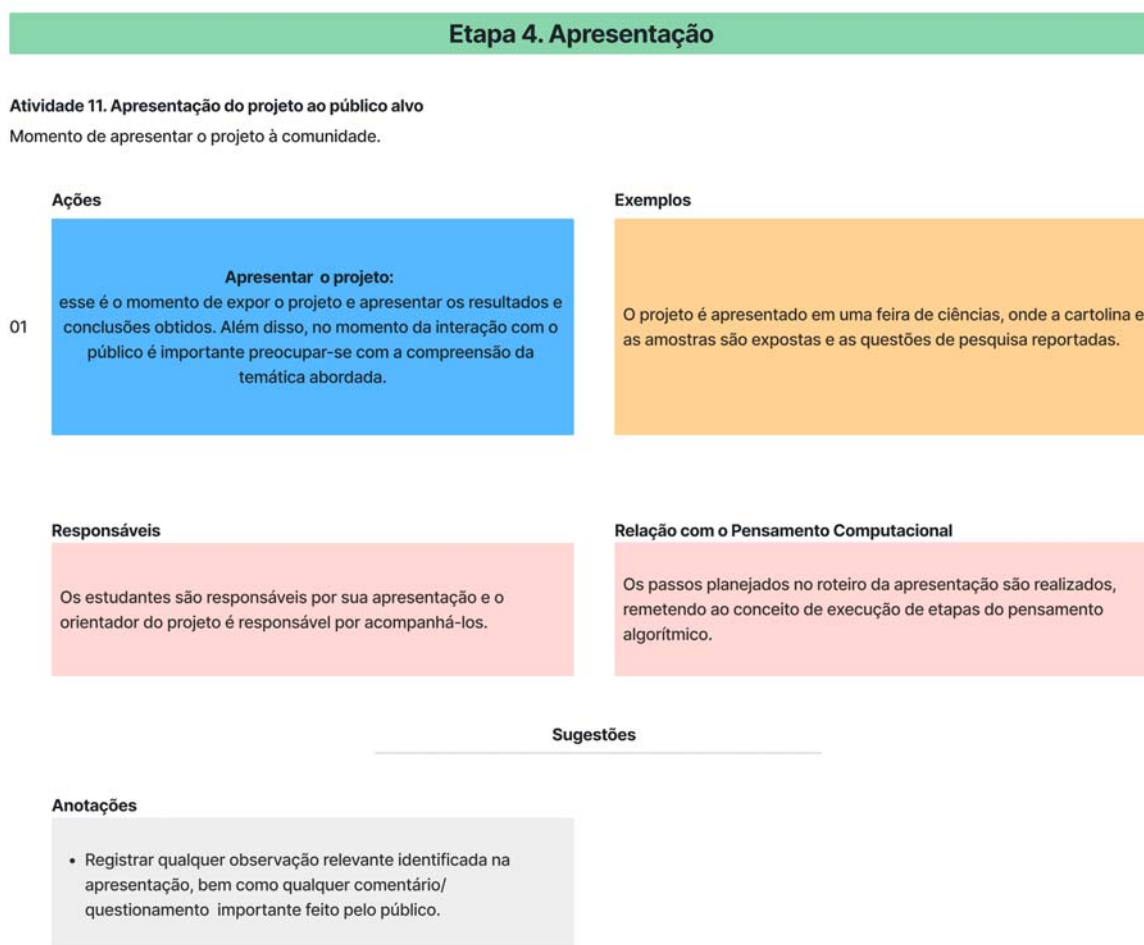 Etapa 4. Apresentação
Atividade 11. Apresentação do projeto ao público alvo
Momento de apresentar o projeto à comunidade.
Ações
Exemplos
01
Apresentar o projeto:
esse é o momento de expor o projeto e apresentar os resultados e
conclusões obtidos. Além disso, no momento da interação com o
público é importante preocupar-se com a compreensão da
temática abordada.
O projeto é apresentado em uma feira de ciências, onde a cartolina e
as amostras são expostas e as questões de pesquisa reportadas.
Responsáveis
Os estudantes são responsáveis por sua apresentação e o
orientador do projeto é responsável por acompanhá-los.
Relação com o Pensamento Computacional
Os passos planejados no roteiro da apresentação são realizados,
remetendo ao conceito de execução de etapas do pensamento
algorítmico.
Sugestões
Anotações
• Registrar qualquer observação relevante identificada na
apresentação, bem como qualquer comentário/
questionamento importante feito pelo público.